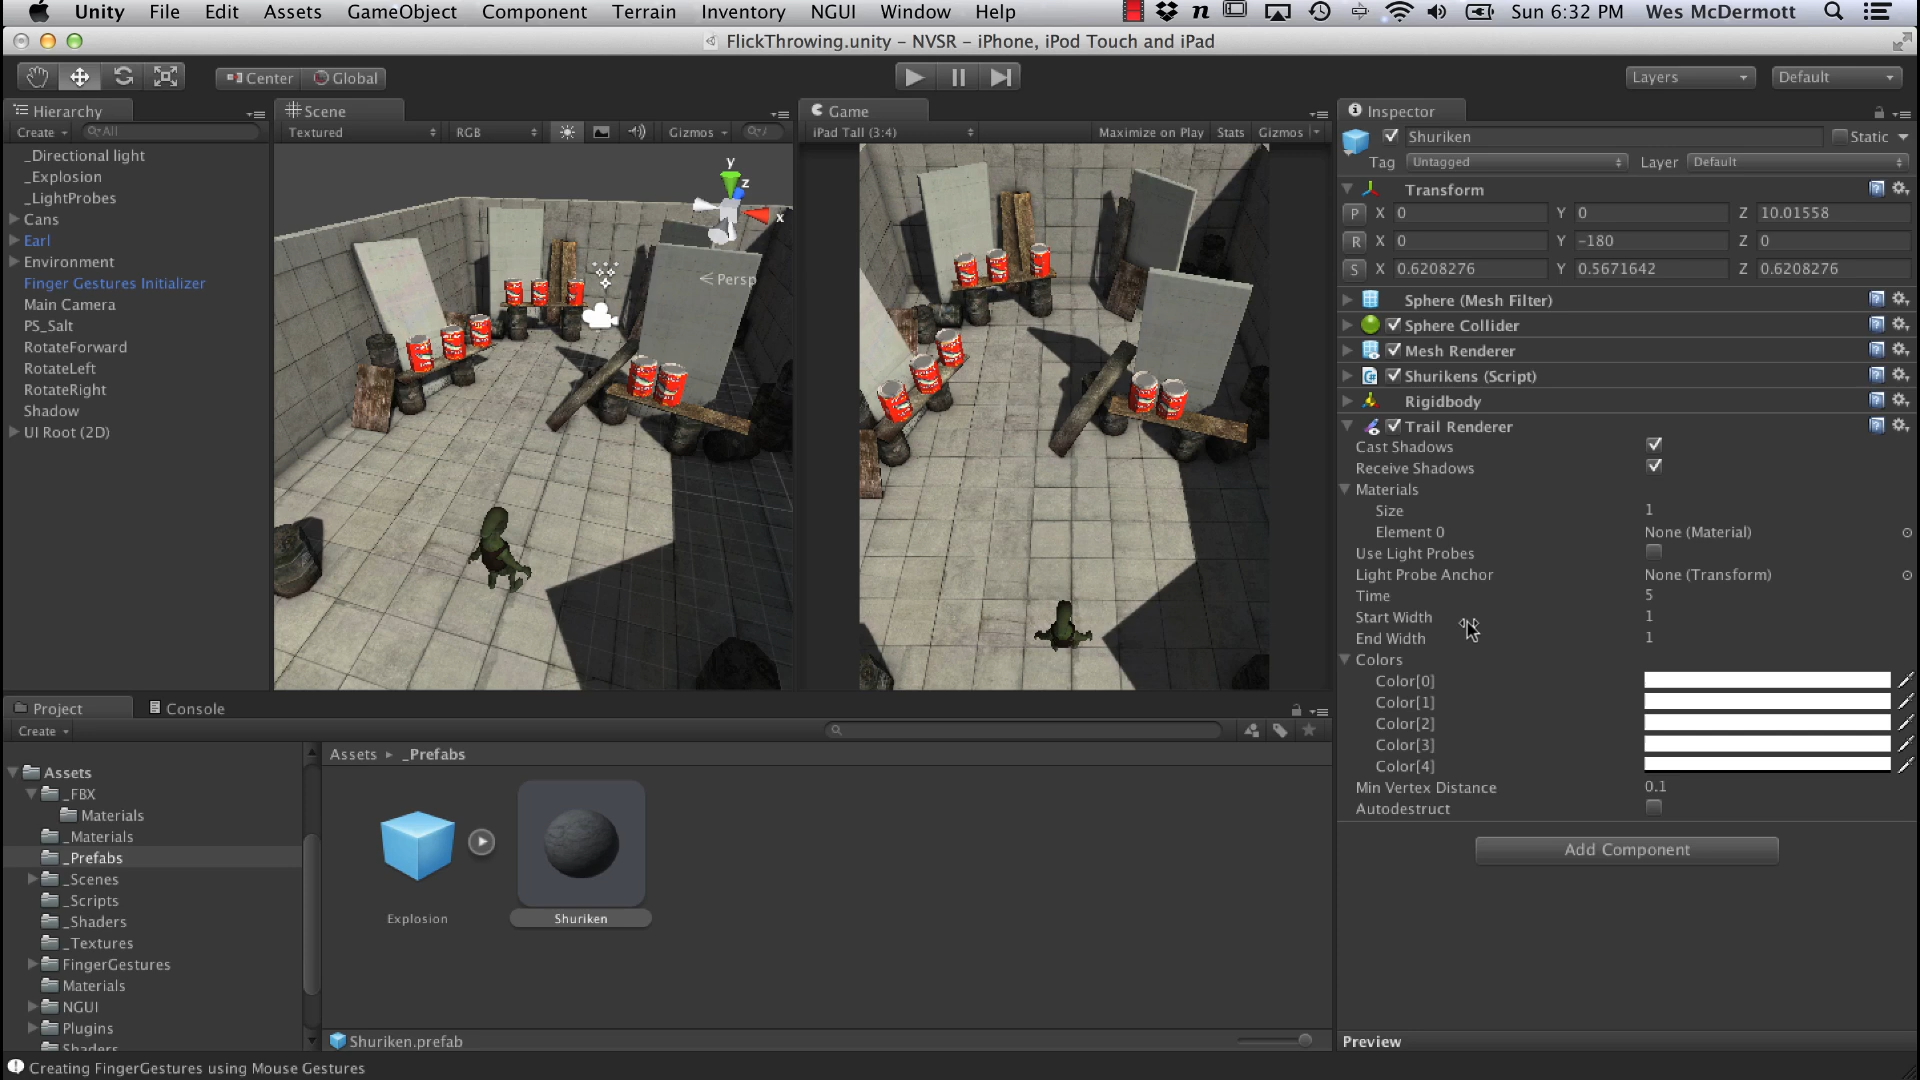 Unity File Edit Assets GameObject Component Terrain Inventory NGUI Window Help
Sun 6:32 PM Wes McDermott
FlickThrowing.unity – NVSR – iPhone, iPod Touch and iPad
Center Global
Layers Default
Hierarchy
Create All
_Directional light
_Explosion
_LightProbes
Cans
Earl
Environment
Finger Gestures Initializer
Main Camera
PS_Salt
RotateForward
RotateLeft
RotateRight
Shadow
UI Root (2D)
Scene
Textured RGB Gizmos
y
z
x
Persp
Game
iPad Tall (3:4) Maximize on Play Stats Gizmos
Inspector
Shuriken Static
Tag Untagged Layer Default
Transform
P X 0 Y 0 Z 10.01558
R X 0 Y -180 Z 0
S X 0.6208276 Y 0.5671642 Z 0.6208276
Sphere (Mesh Filter)
Sphere Collider
Mesh Renderer
Shurikens (Script)
Rigidbody
Trail Renderer
Cast Shadows
Receive Shadows
Materials
Size 1
Element 0 None (Material)
Use Light Probes
Light Probe Anchor None (Transform)
Time 5
Start Width 1
End Width 1
Colors
Color[0]
Color[1]
Color[2]
Color[3]
Color[4]
Min Vertex Distance 0.1
Autodestruct
Add Component
Preview
Project Console
Create
Assets
_FBX
Materials
_Materials
_Prefabs
_Scenes
_Scripts
_Shaders
_Textures
FingerGestures
Materials
NGUI
Plugins
Shaders
Assets _Prefabs
Explosion
Shuriken
Shuriken.prefab
Creating FingerGestures using Mouse Gestures